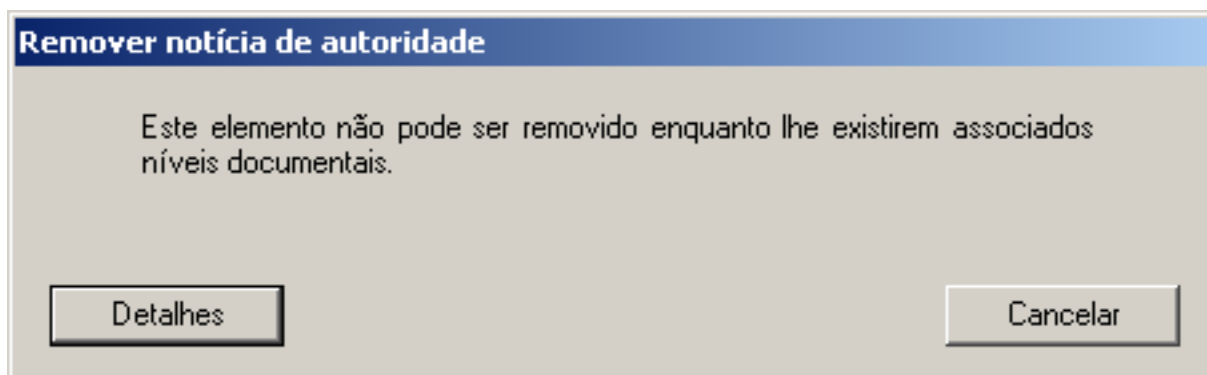 Remover notícia de autoridade
Este elemento não pode ser removido enquanto lhe existirem associados
níveis documentais.
Detalhes
Cancelar